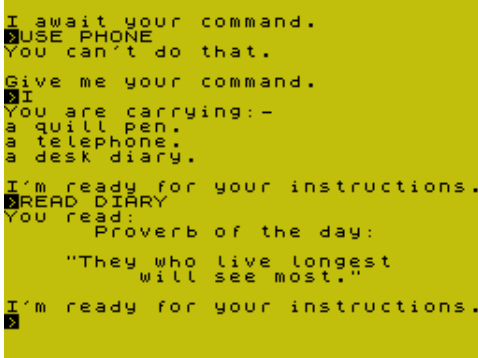 I await your command.
>USE PHONE
You can't do that.
Give me your command.
>I
You are carrying:-
a quill pen.
a telephone.
a desk diary.
I'm ready for your instructions.
>READ DIARY
You read:
Proverb of the day:
"They who live longest
will see most."
I'm ready for your instructions.
>